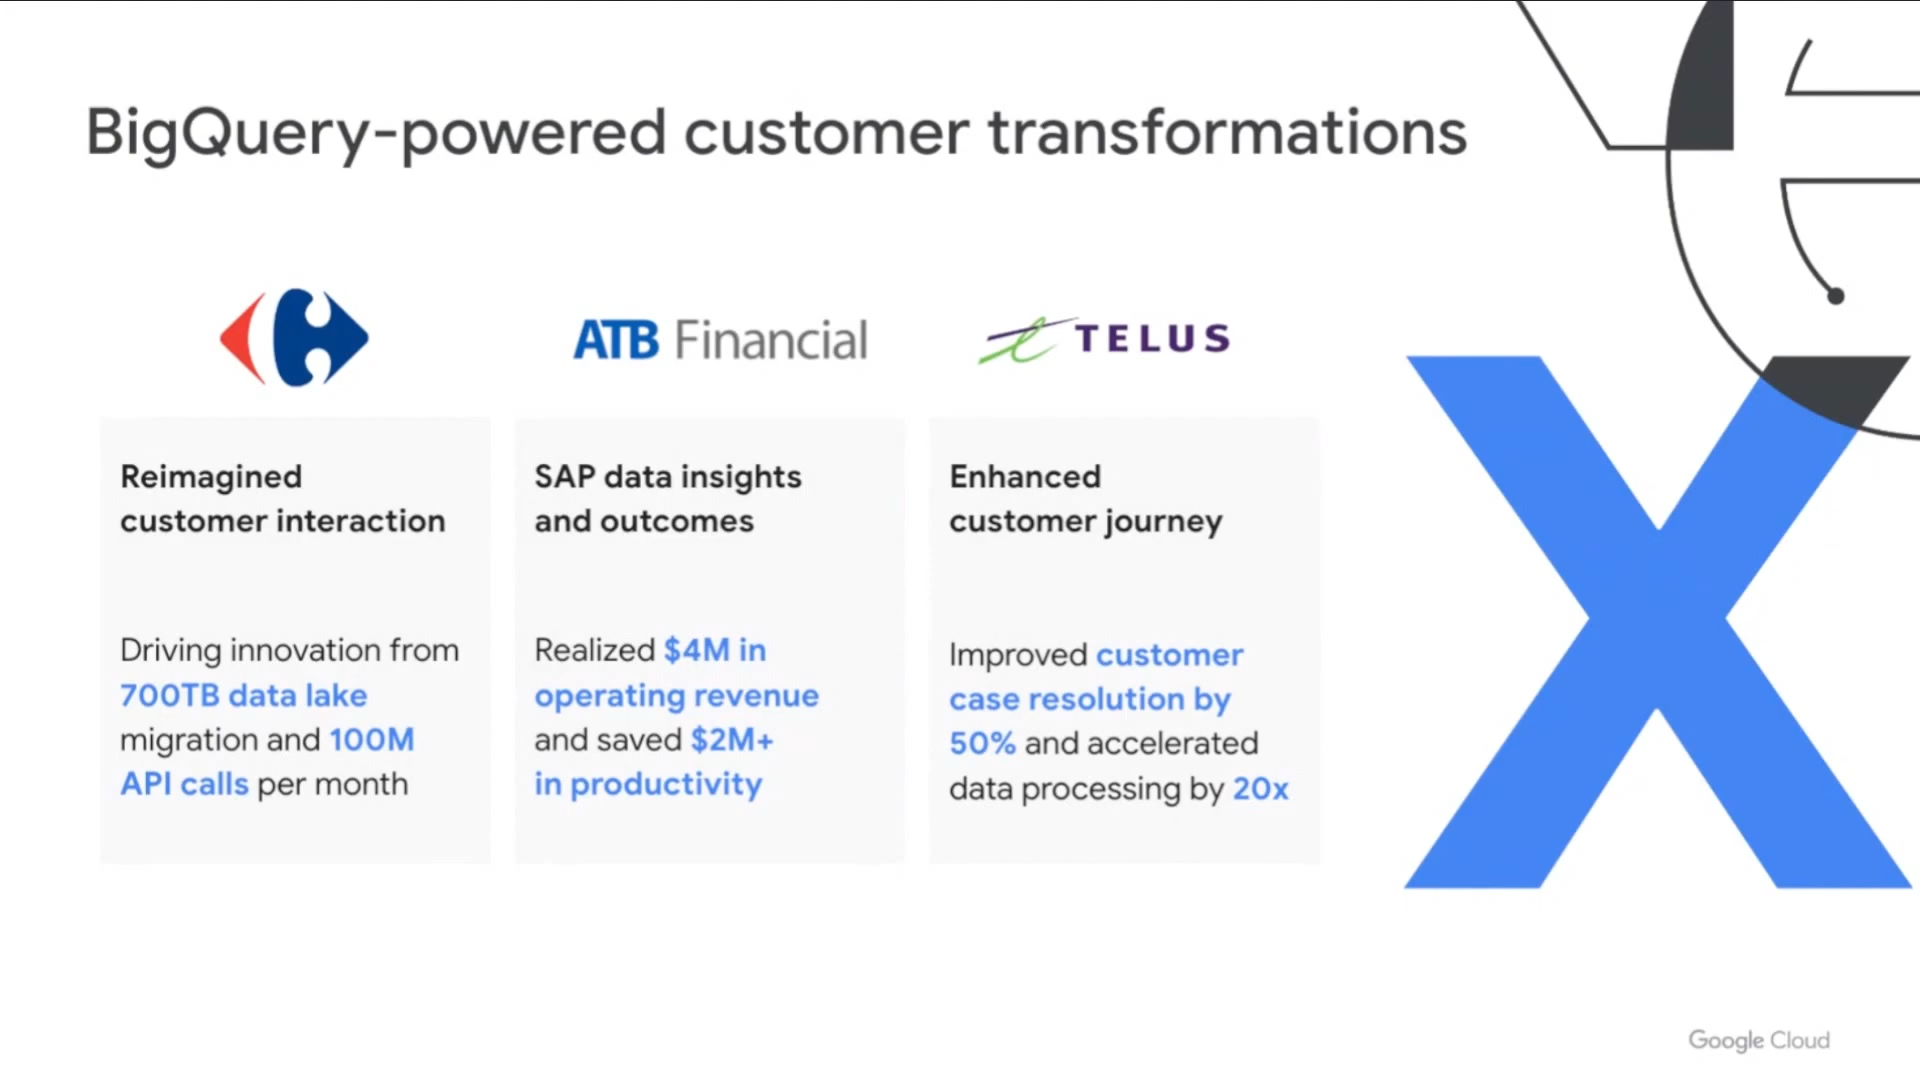 BigQuery-powered customer transformations
ATB Financial
TELUS
Reimagined
customer interaction
Driving innovation from
700TB data lake
migration and 100M
API calls per month
SAP data insights
and outcomes
Realized $4M in
operating revenue
and saved $2M+
in productivity
Enhanced
customer journey
Improved customer
case resolution by
50% and accelerated
data processing by 20x
X
Google Cloud